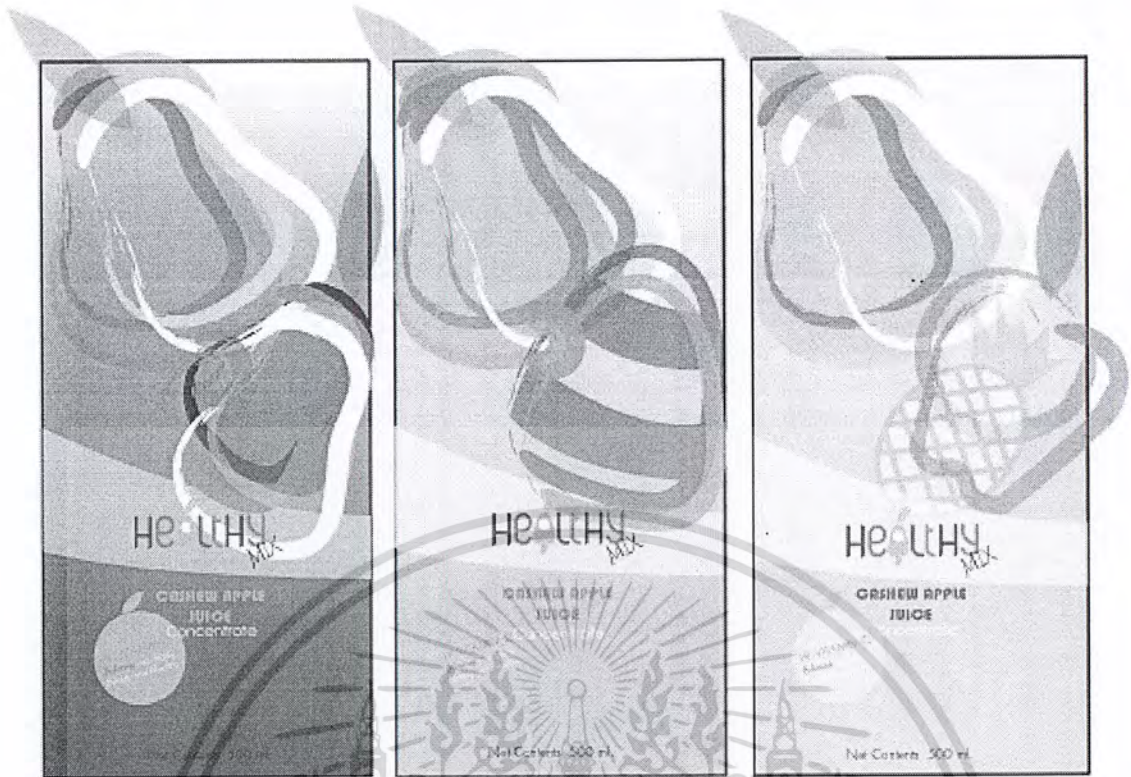 HeaLtHy
MIX
CASHEW APPLE
JUICE
Concentrate
Net Contents 500 ml.
HeaLtHy
MIX
CASHEW APPLE
JUICE
Concentrate
Net Contents 500 ml.
HeaLtHy
MIX
CASHEW APPLE
JUICE
Concentrate
Net Contents 500 ml.